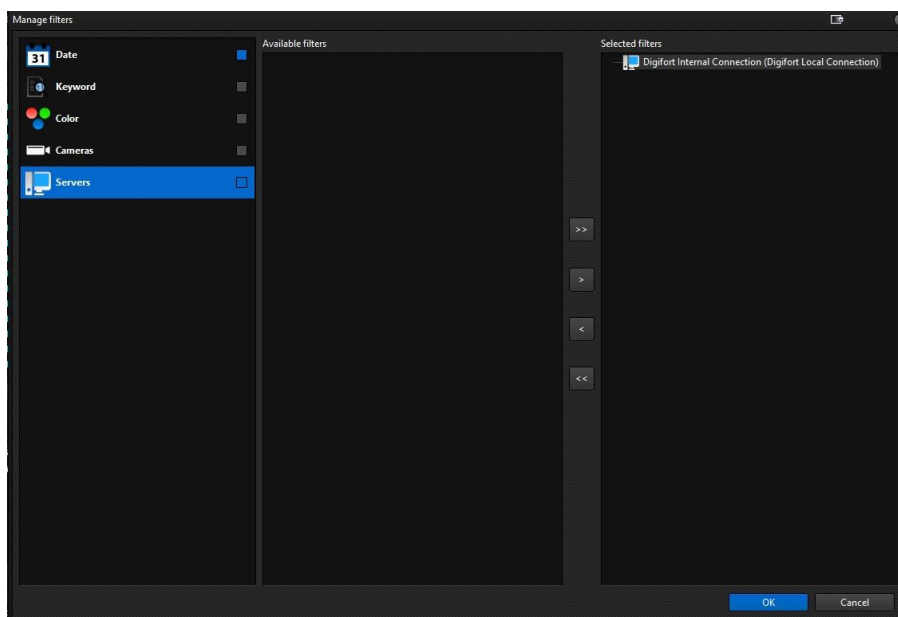 Manage filters
Available filters
Selected filters
31 Date
Keyword
Color
Cameras
Servers
Digifort Internal Connection (Digifort Local Connection)
>>
>
<
<<
OK
Cancel